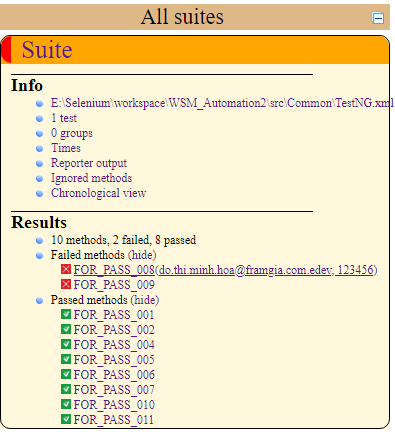 All suites
Suite
Info
E:\Selenium\workspace\WSM_Automation2\src\Common\TestNG.xml
1 test
0 groups
Times
Reporter output
Ignored methods
Chronological view
Results
10 methods, 2 failed, 8 passed
Failed methods (hide)
FOR_PASS_008(do.thi.minh.hoa@framgia.com.edev, 123456)
FOR_PASS_009
Passed methods (hide)
FOR_PASS_001
FOR_PASS_002
FOR_PASS_004
FOR_PASS_005
FOR_PASS_006
FOR_PASS_007
FOR_PASS_010
FOR_PASS_011